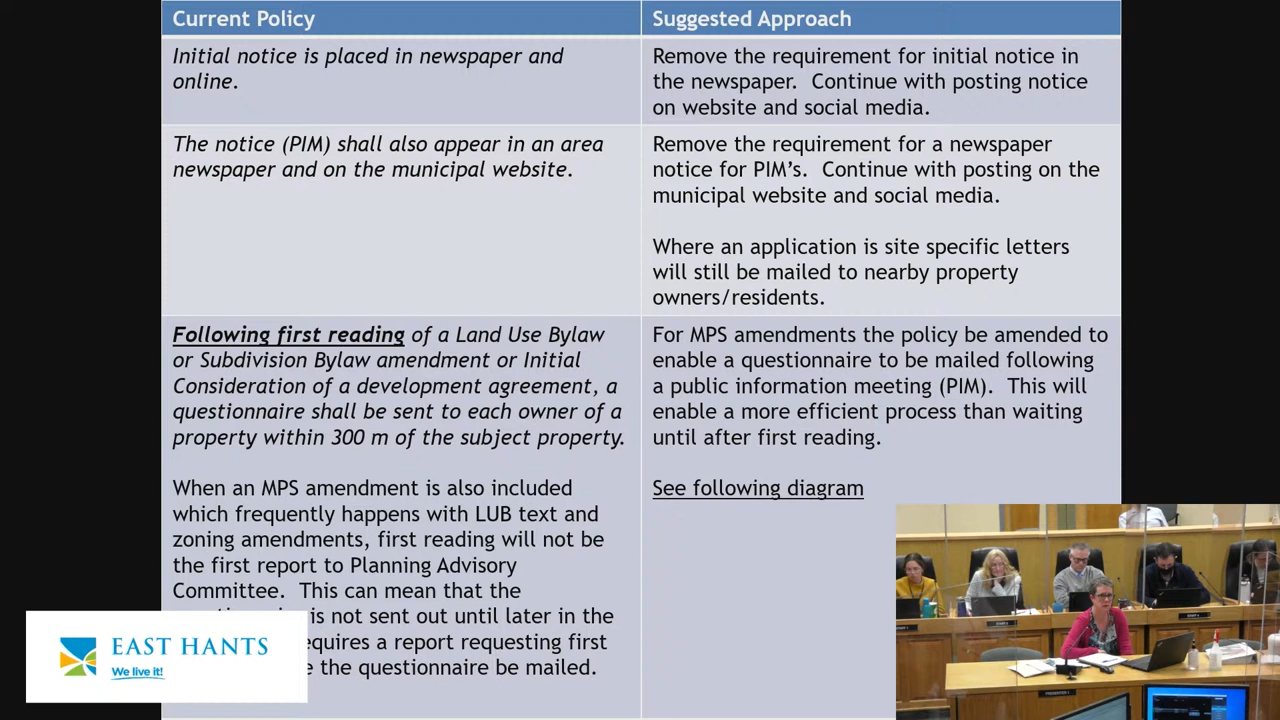 Current Policy
Suggested Approach
Initial notice is placed in newspaper and
online.
Remove the requirement for initial notice in
the newspaper.  Continue with posting notice
on website and social media.
The notice (PIM) shall also appear in an area
newspaper and on the municipal website.
Remove the requirement for a newspaper
notice for PIM's.  Continue with posting on the
municipal website and social media.
Where an application is site specific letters
will still be mailed to nearby property
owners/residents.
Following first reading of a Land Use Bylaw
or Subdivision Bylaw amendment or Initial
Consideration of a development agreement, a
questionnaire shall be sent to each owner of a
property within 300 m of the subject property.
When an MPS amendment is also included
which frequently happens with LUB text and
zoning amendments, first reading will not be
the first report to Planning Advisory
Committee.  This can mean that the
is not sent out until later in the
equires a report requesting first
the questionnaire be mailed.
For MPS amendments the policy be amended to
enable a questionnaire to be mailed following
a public information meeting (PIM).  This will
enable a more efficient process than waiting
until after first reading.
See following diagram
EAST HANTS
We live it!